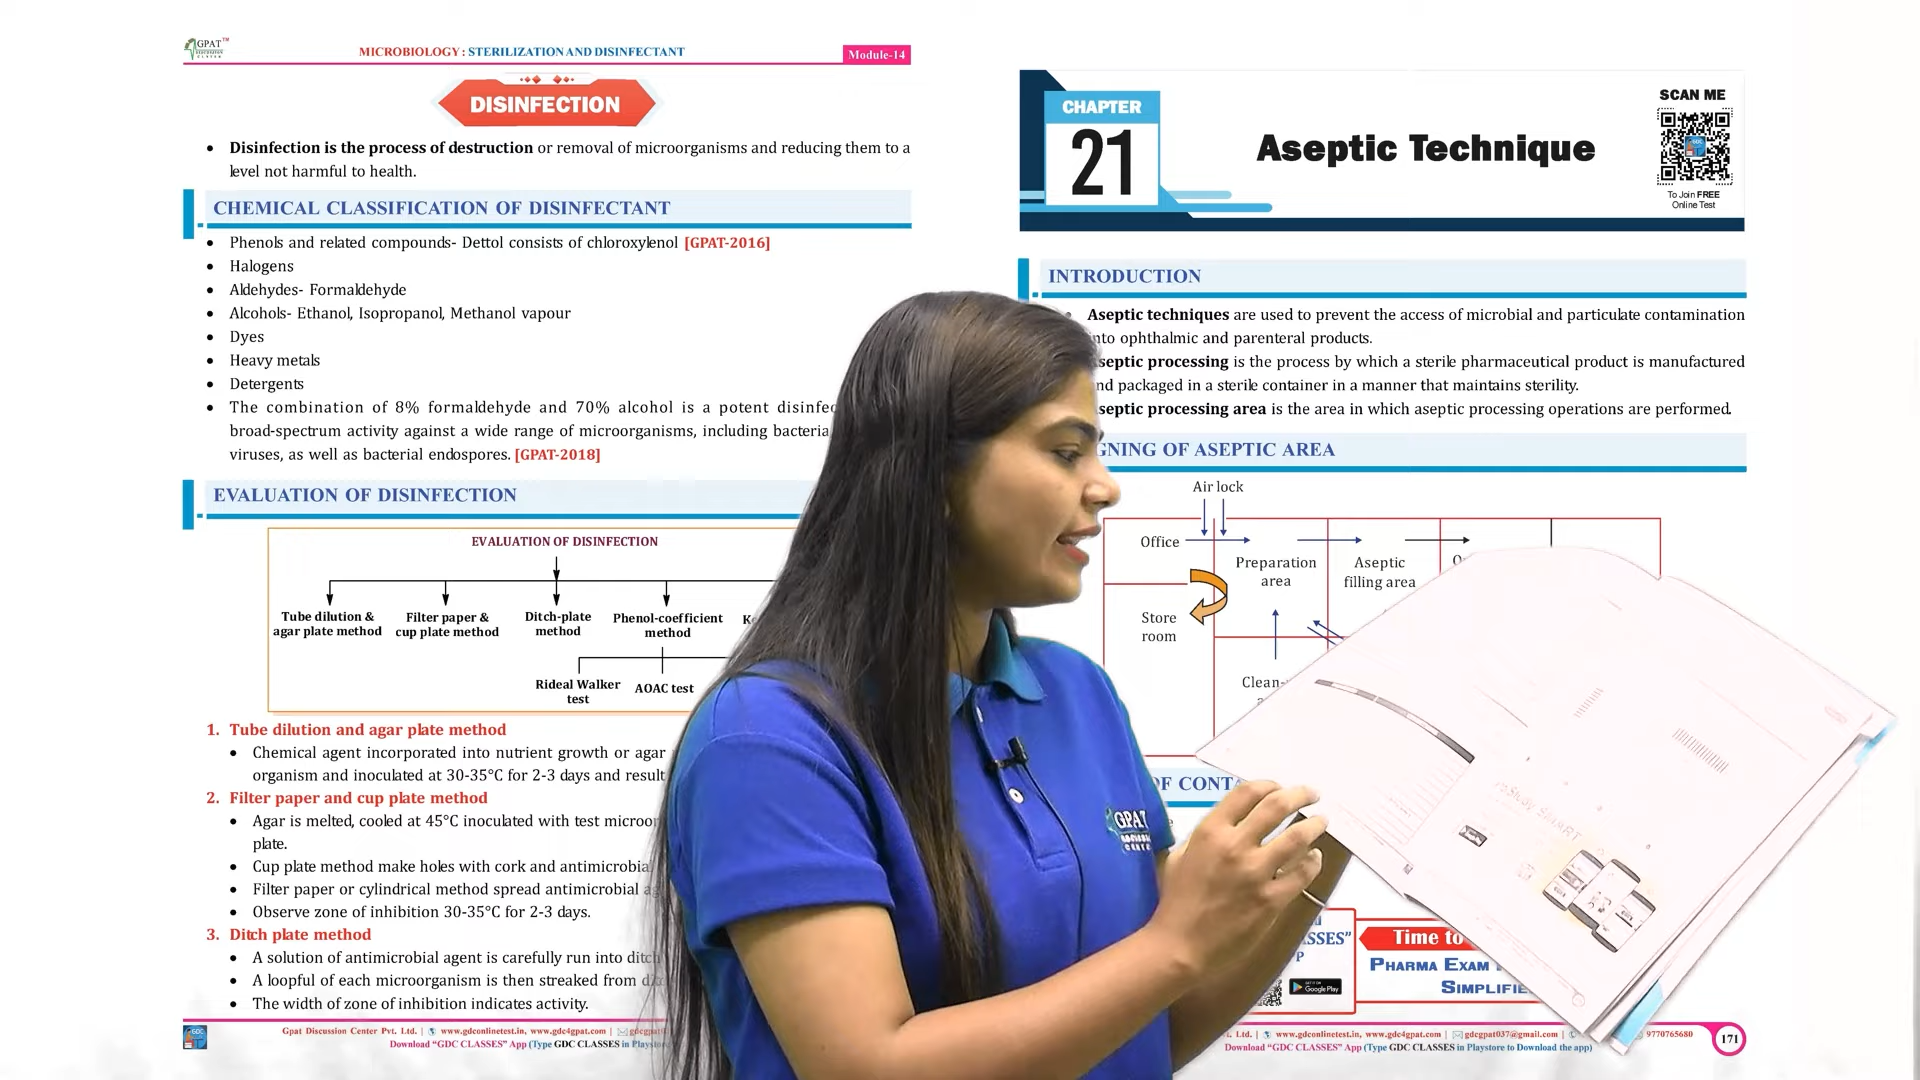 GPAT™
MICROBIOLOGY : STERILIZATION AND DISINFECTANT
Module-14
DISINFECTION
• Disinfection is the process of destruction or removal of microorganisms and reducing them to a
level not harmful to health.
CHEMICAL CLASSIFICATION OF DISINFECTANT
• Phenols and related compounds- Dettol consists of chloroxylenol [GPAT-2016]
• Halogens
• Aldehydes- Formaldehyde
• Alcohols- Ethanol, Isopropanol, Methanol vapour
• Dyes
• Heavy metals
• Detergents
• The combination of 8% formaldehyde and 70% alcohol is a potent
broad-spectrum activity against a wide range of microorganisms, including
viruses, as well as bacterial endospores. [GPAT-2018]
EVALUATION OF DISINFECTION
EVALUATION OF DISINFECTION
Tube dilution &
agar plate method
Filter paper &
cup plate method
Ditch-plate
method
Phenol-coefficient
method
Rideal Walker
test
AOAC test
1. Tube dilution and agar plate method
• Chemical agent incorporated into nutrient growth or agar
organism and inoculated at 30-35°C for 2-3 days and result
2. Filter paper and cup plate method
• Agar is melted, cooled at 45°C inoculated with test
plate.
• Cup plate method make holes with cork and
• Filter paper or cylindrical method spread antimicrobial
• Observe zone of inhibition 30-35°C for 2-3 days.
3. Ditch plate method
• A solution of antimicrobial agent is carefully run into
• A loopful of each microorganism is then streaked from
• The width of zone of inhibition indicates activity.
Gpat Discussion Center Pvt. Ltd. | www.gdconlinetest.in, www.gdc4gpat.com |
Download "GDC CLASSES" App (Type GDC CLASSES in
CHAPTER
21
Aseptic Technique
SCAN ME
To Join FREE
Online Test
INTRODUCTION
Aseptic techniques are used to prevent the access of microbial and particulate contamination
into ophthalmic and parenteral products.
processing is the process by which a sterile pharmaceutical product is manufactured
packaged in a sterile container in a manner that maintains sterility.
processing area is the area in which aseptic processing operations are performed.
OF ASEPTIC AREA
Air lock
Office
Preparation
area
Aseptic
filling area
Store
room
Clean-
OF
GPAT
Time to
PHARMA EXAM
GET IT ON
Google Play
Ltd. | www.gdconlinetest.in, www.gdc4gpat.com | gdcgpat037@gmail.com | 9770765680
Download "GDC CLASSES" App (Type GDC CLASSES in Playstore to Download the app)
171